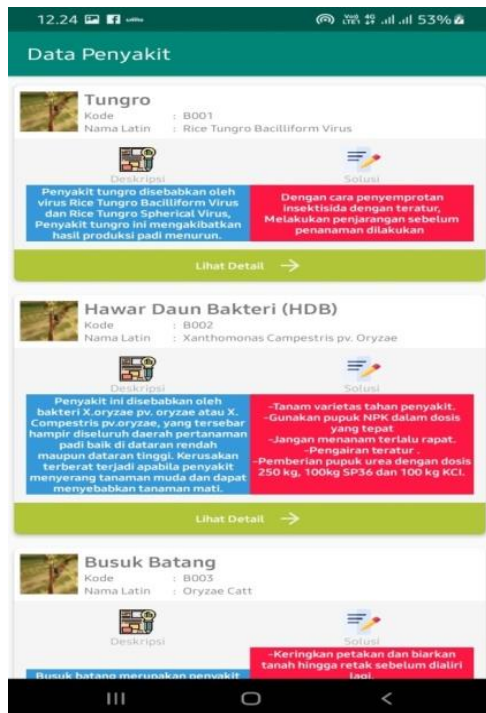 12.24
53%
Data Penyakit
Tungro
Kode : B001
Nama Latin : Rice Tungro Bacilliform Virus
Deskripsi
Penyakit tungro disebabkan oleh
virus Rice Tungro Bacilliform Virus
dan Rice Tungro Spherical Virus,
Penyakit tungro ini mengakibatkan
hasil produksi padi menurun.
Solusi
Dengan cara penyemprotan
insektisida dengan teratur,
Melakukan penjarangan sebelum
penanaman dilakukan
Lihat Detail
Hawar Daun Bakteri (HDB)
Kode : B002
Nama Latin : Xanthomonas Campestris pv. Oryzae
Deskripsi
Penyakit ini disebabkan oleh
bakteri X.oryzae pv. oryzae atau X.
Compestris pv.oryzae, yang tersebar
hampir diseluruh daerah pertanaman
padi baik di dataran rendah
maupun dataran tinggi. Kerusakan
terberat terjadi apabila penyakit
menyerang tanaman muda dan dapat
menyebabkan tanaman mati.
Solusi
-Tanam varietas tahan penyakit.
-Gunakan pupuk NPK dalam dosis
yang tepat
-Jangan menanam terlalu rapat.
-Pengairan teratur .
-Pemberian pupuk urea dengan dosis
250 kg, 100kg SP36 dan 100 kg KCl.
Lihat Detail
Busuk Batang
Kode : B003
Nama Latin : Oryzae Catt
Deskripsi
Busuk batang merupakan penyakit
Solusi
-Keringkan petakan dan biarkan
tanah hingga retak sebelum dialiri
lagi.